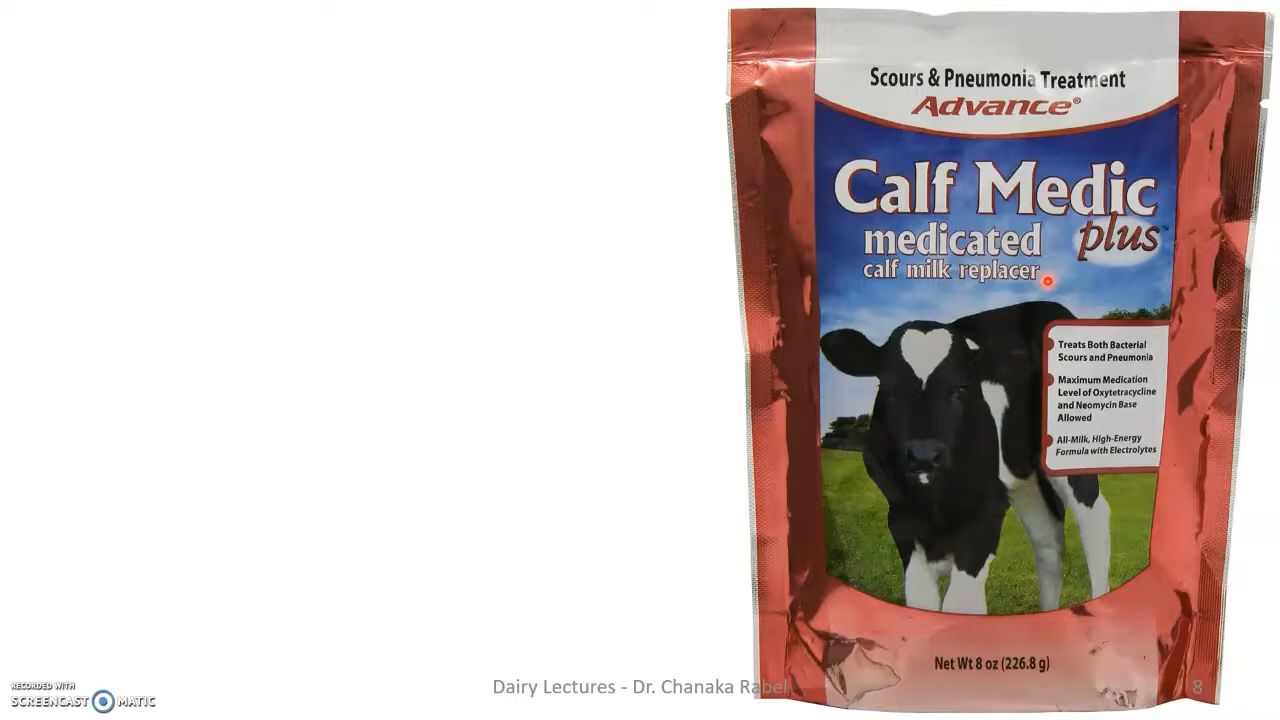 Scours & Pneumonia Treatment
Advance®
Calf Medic
plus™
medicated
calf milk replacer
Treats Both Bacterial
Scours and Pneumonia
Maximum Medication
Level of Oxytetracycline
and Neomycin Base
Allowed
All-Milk, High-Energy
Formula with Electrolytes
Net Wt 8 oz (226.8 g)
Dairy Lectures - Dr. Chanaka Rabel
8
RECORDED WITH
SCREENCAST MATIC